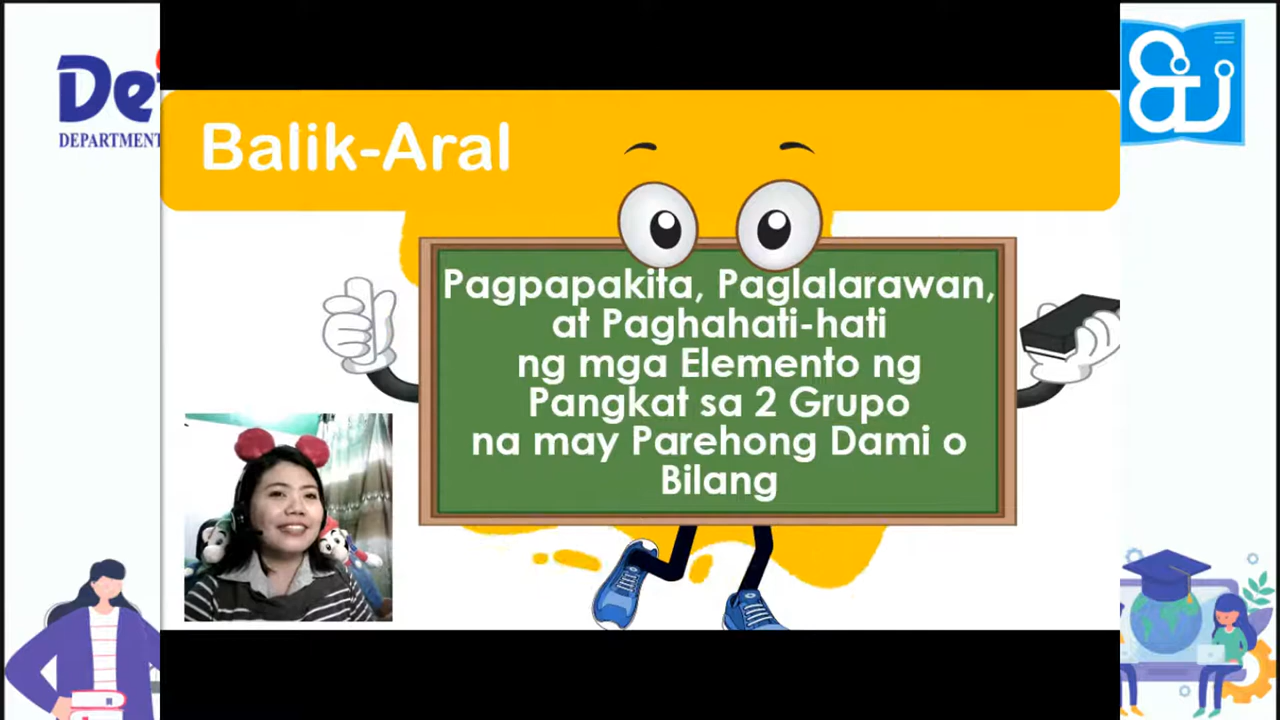 DEPARTMENT
Balik-Aral
Pagpapakita, Paglalarawan,
at Paghahati-hati
ng mga Elemento ng
Pangkat sa 2 Grupo
na may Parehong Dami o
Bilang